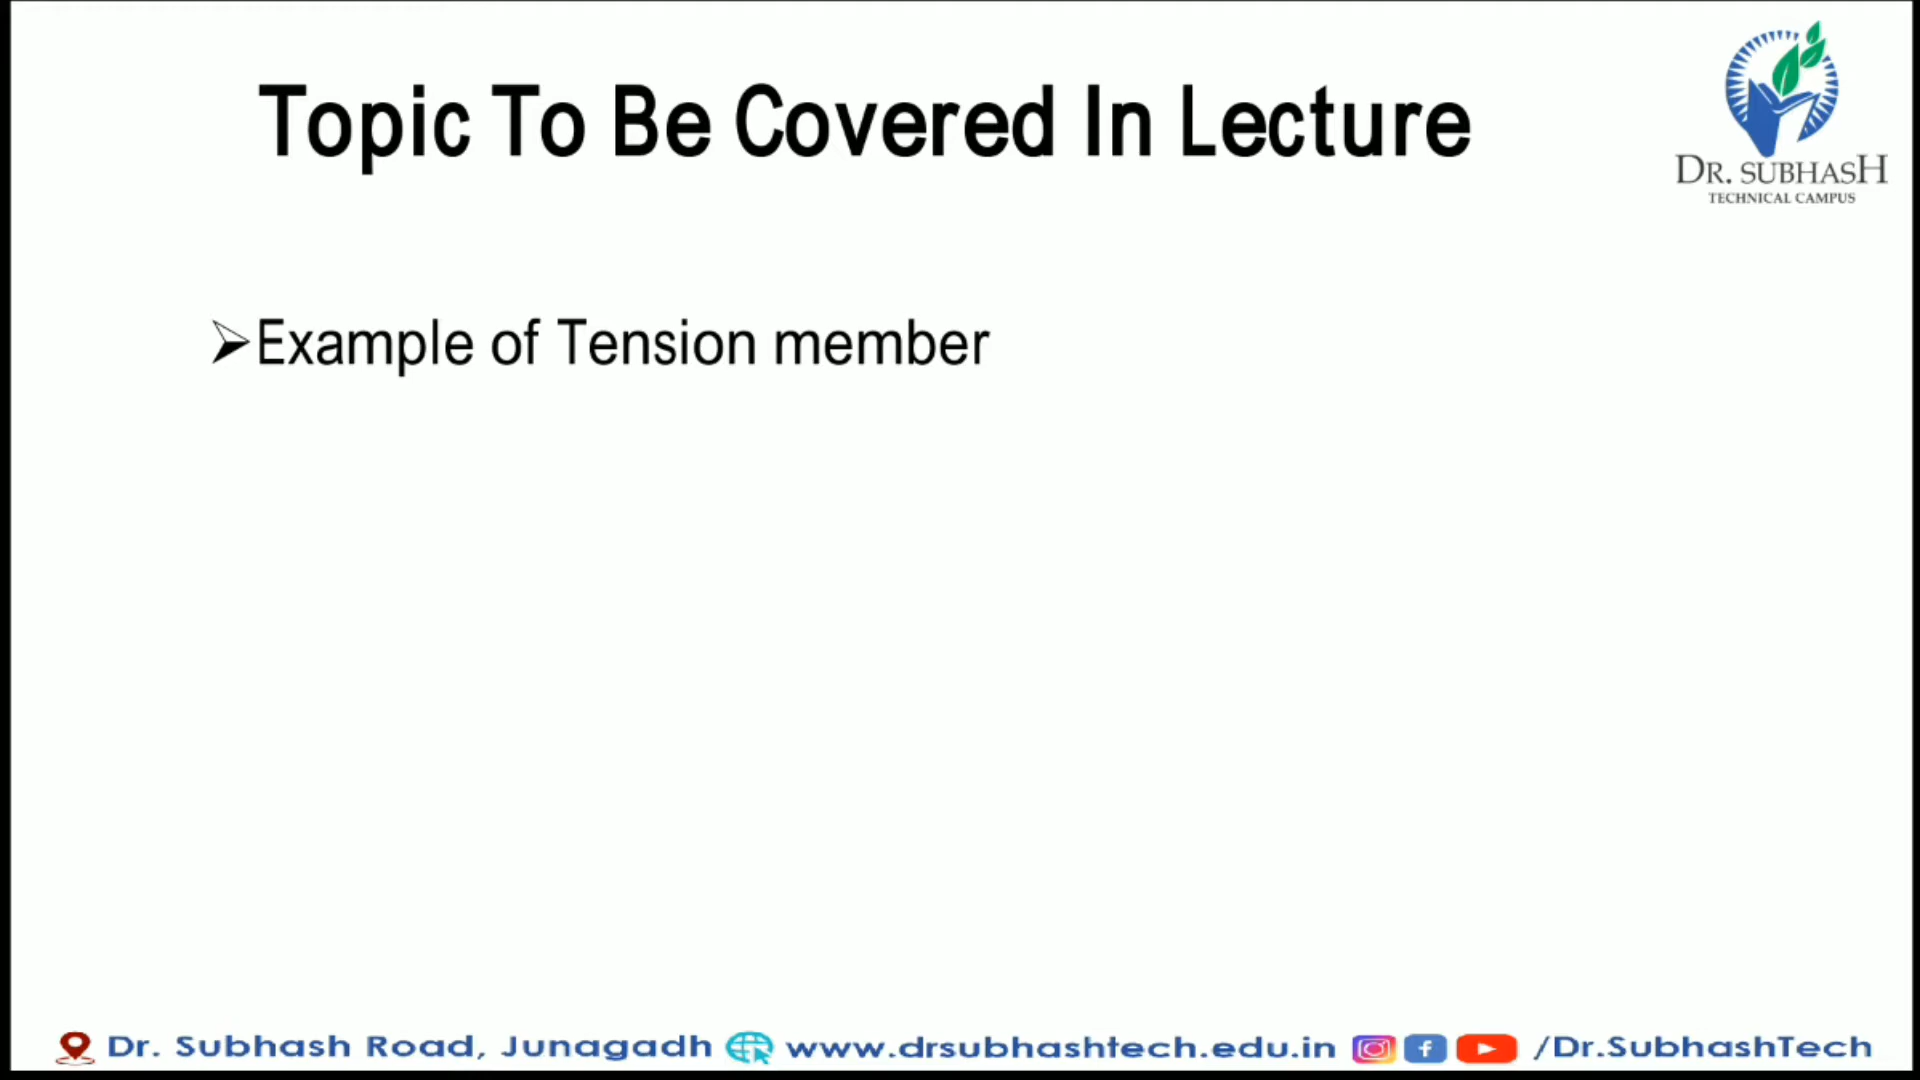 Topic To Be Covered In Lecture
DR. SUBHASH
TECHNICAL CAMPUS
➢Example of Tension member
Dr. Subhash Road, Junagadh www.drsubhashtech.edu.in /Dr.SubhashTech